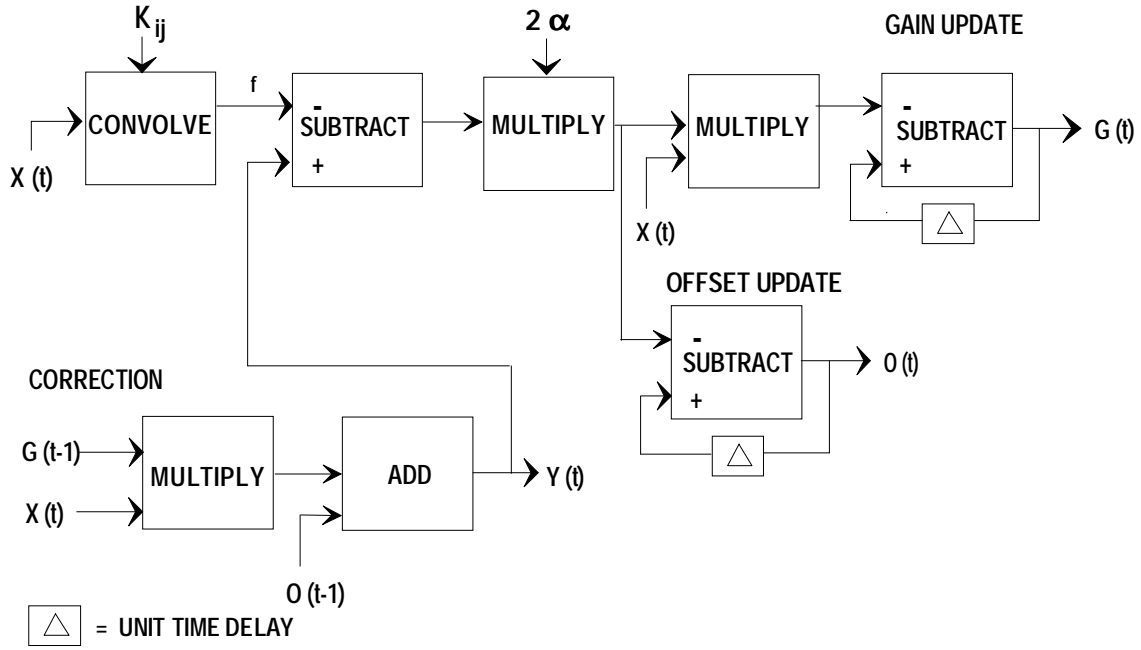 K ij
2 α
GAIN UPDATE
f
CONVOLVE
-
SUBTRACT
+
MULTIPLY
MULTIPLY
-
SUBTRACT
+
G (t)
X (t)
X (t)
△
OFFSET UPDATE
-
SUBTRACT
+
O (t)
△
CORRECTION
G (t-1)
X (t)
MULTIPLY
ADD
Y (t)
O (t-1)
△ = UNIT TIME DELAY